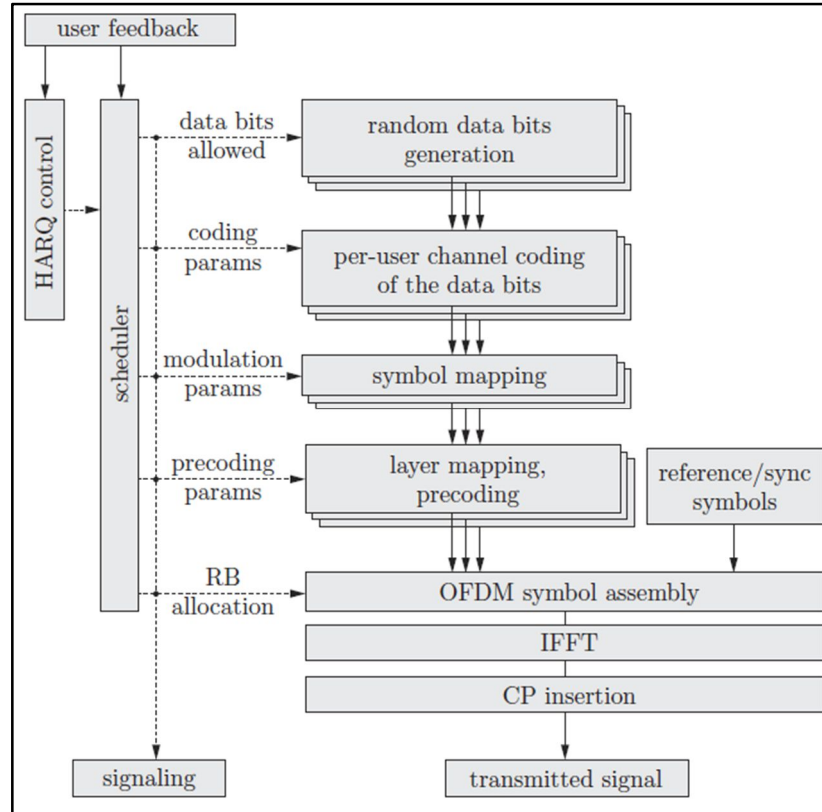 user feedback
HARQ control
scheduler
data bits
allowed
random data bits
generation
coding
params
per-user channel coding
of the data bits
modulation
params
symbol mapping
precoding
params
layer mapping,
precoding
reference/sync
symbols
RB
allocation
OFDM symbol assembly
IFFT
CP insertion
signaling
transmitted signal